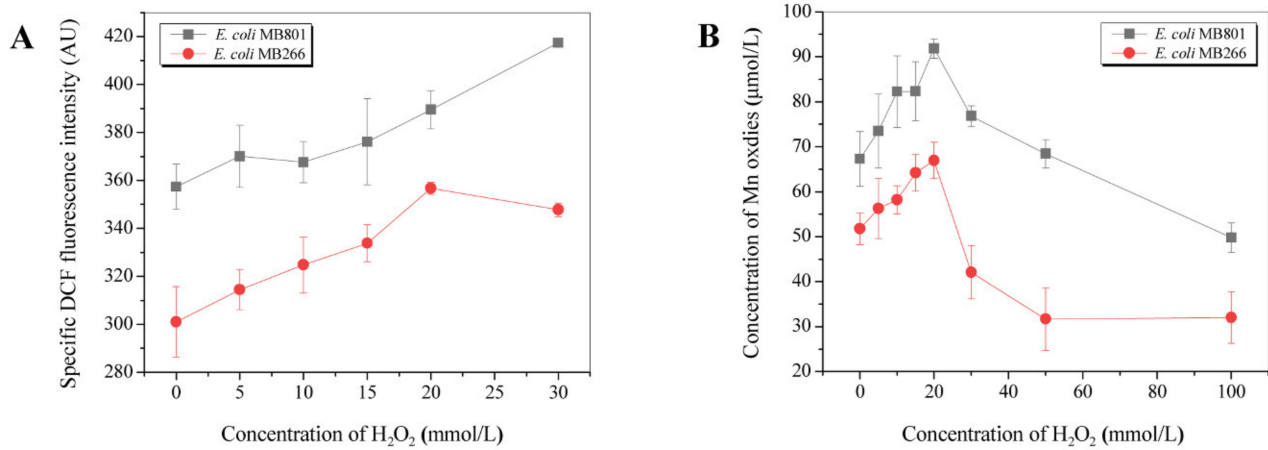 A
Specific DCF fluorescence intensity (AU)
420
400
380
360
340
320
300
280
E. coli MB801
E. coli MB266
0 5 10 15 20 25 30
Concentration of H₂O₂ (mmol/L)
B
Concentration of Mn oxdies (μmol/L)
100
90
80
70
60
50
40
30
20
E. coli MB801
E. coli MB266
0 20 40 60 80 100
Concentration of H₂O₂ (mmol/L)